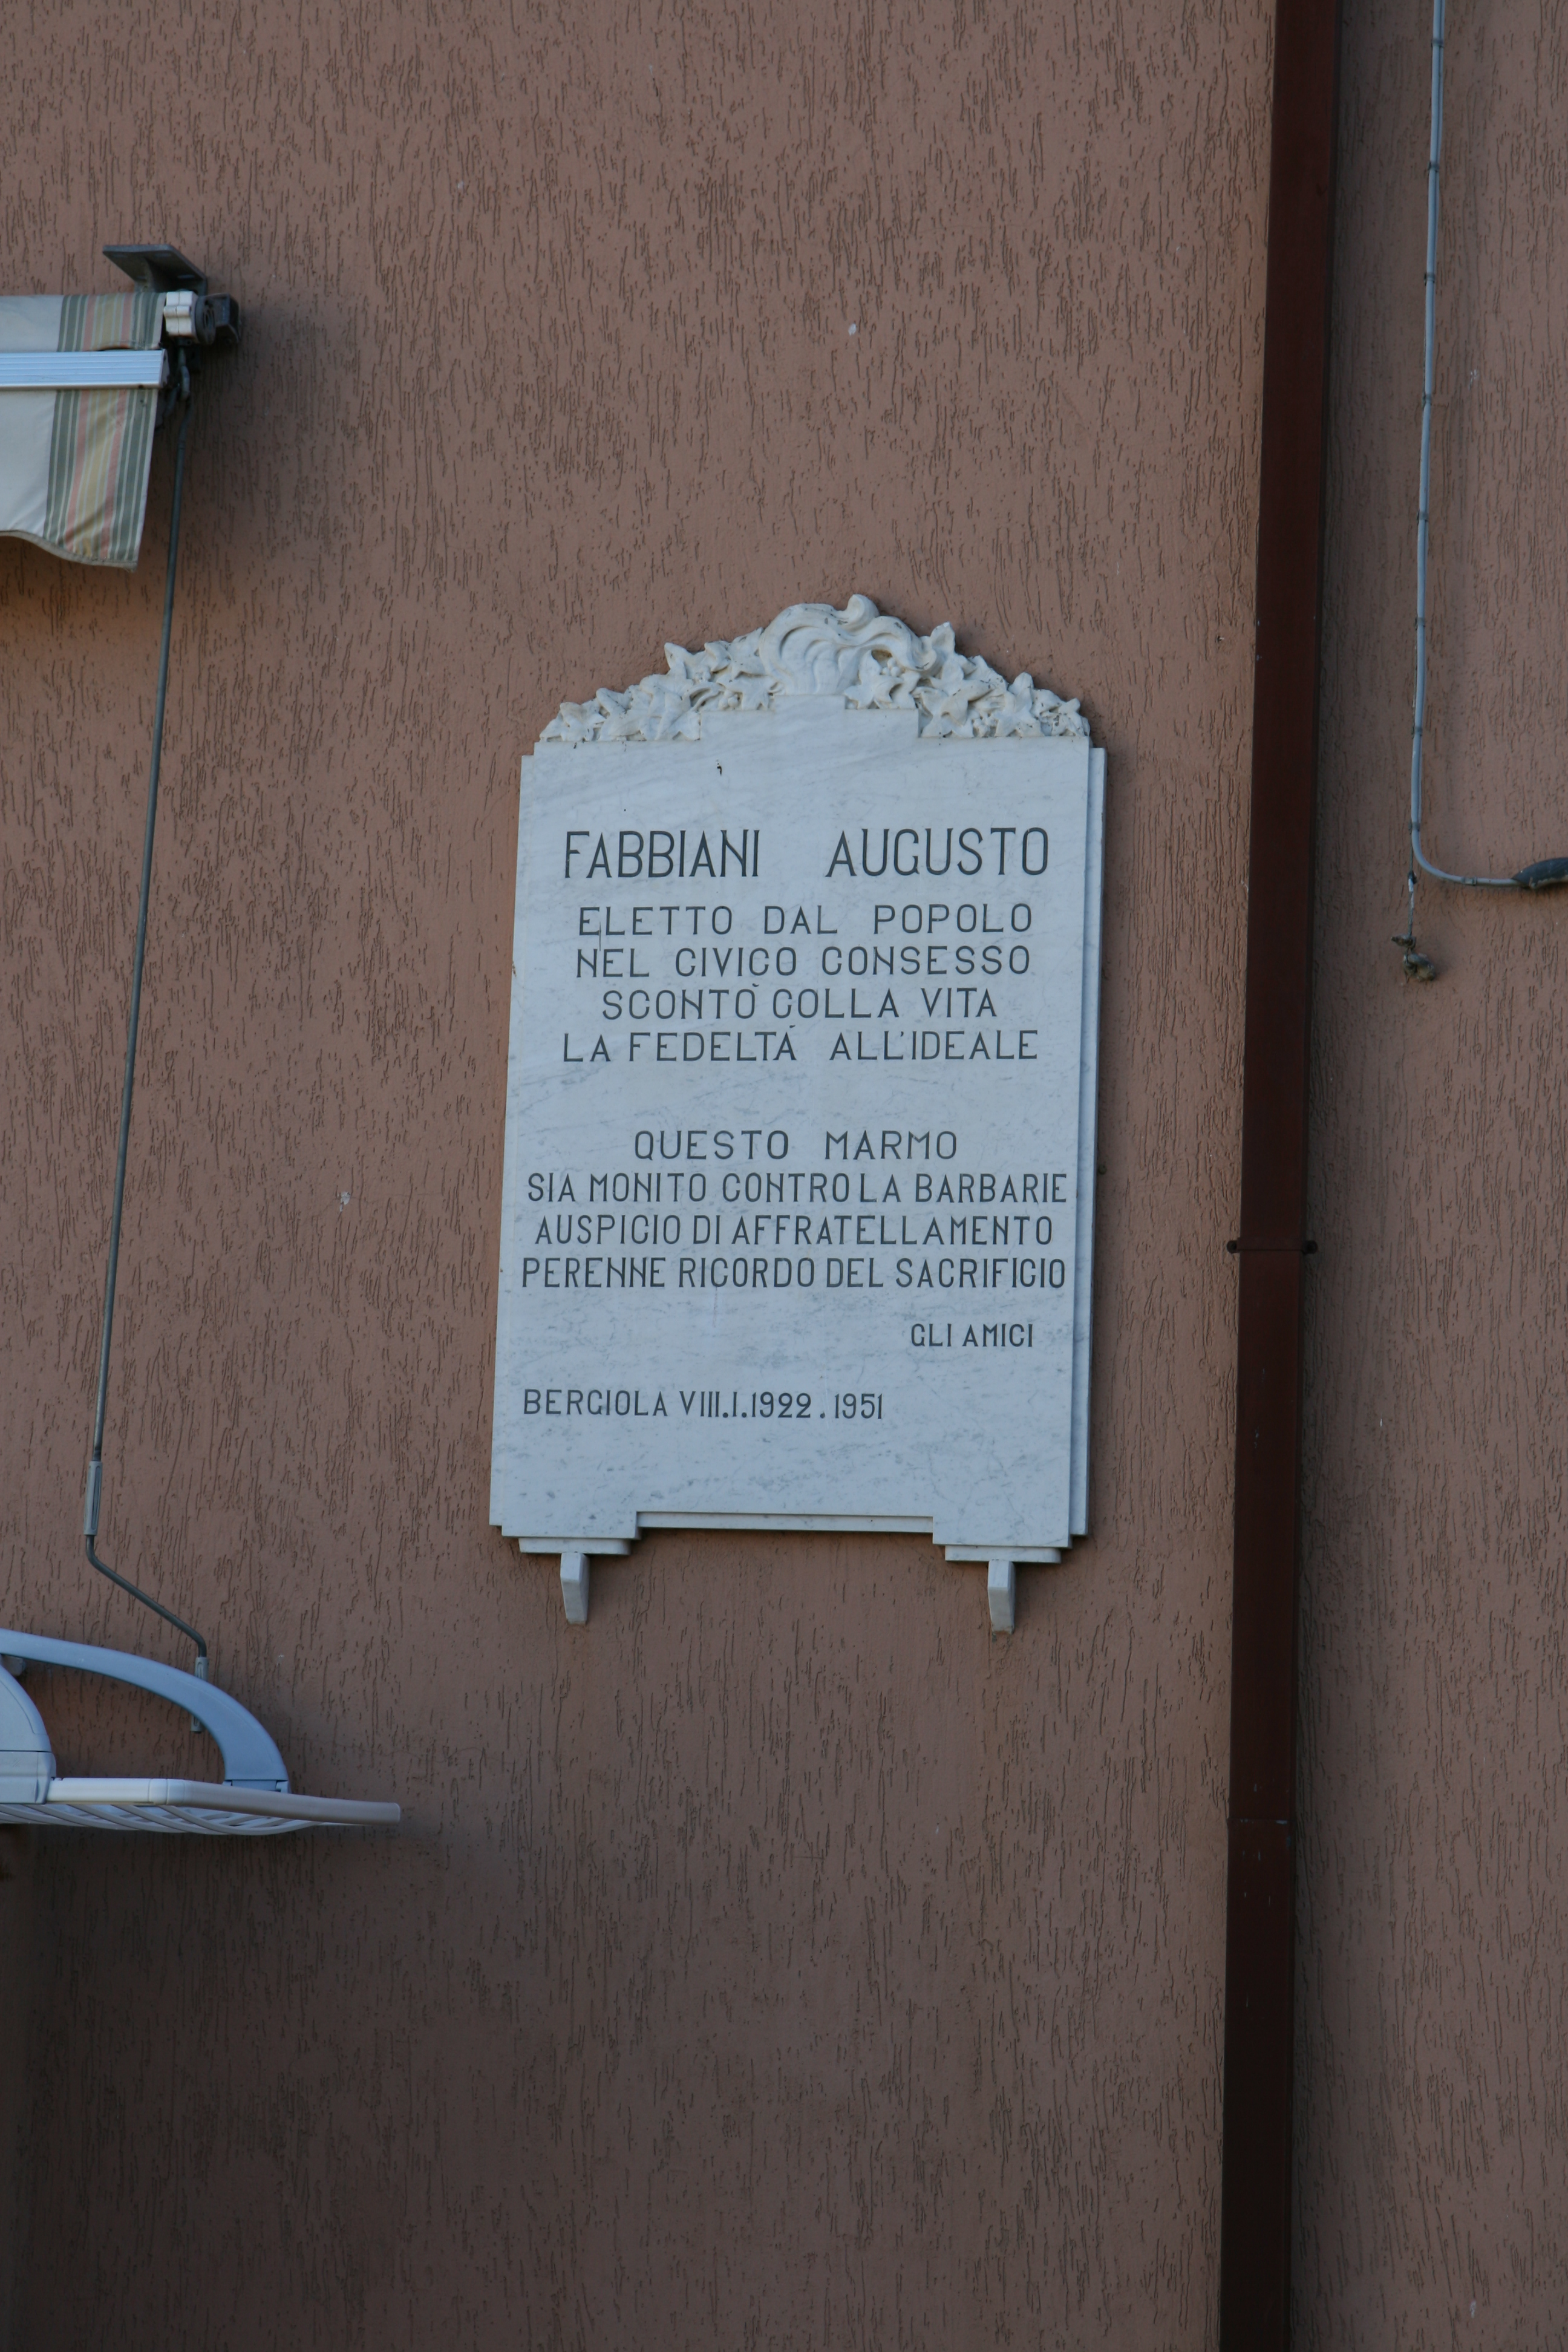 FABBIANI AUGUSTO
ELETTO DAL POPOLO
NEL CIVICO CONSESSO
SCONTÒ COLLA VITA
LA FEDELTÁ ALL'IDEALE
QUESTO MARMO
SIA MONITO CONTRO LA BARBARIE
AUSPICIO DI AFFRATELLAMENTO
PERENNE RICORDO DEL SACRIFICIO
GLI AMICI
BERGIOLA VIII.I.1922.1951